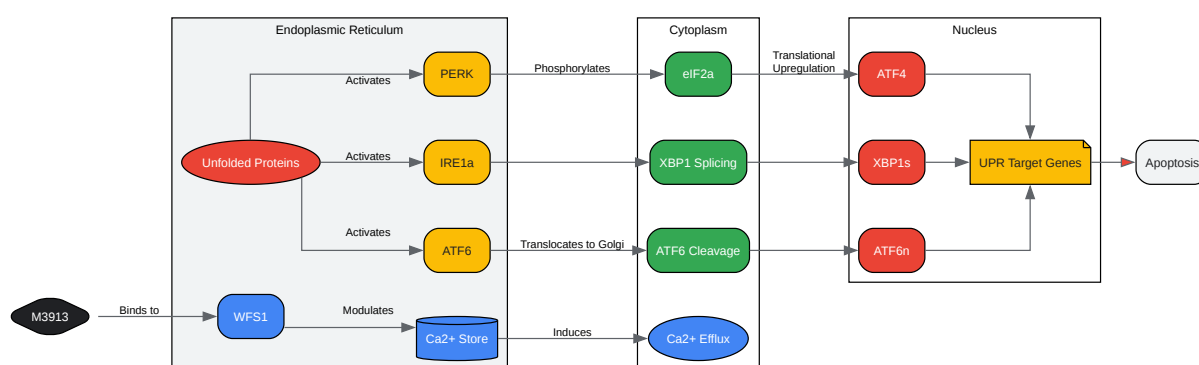 Endoplasmic Reticulum
Cytoplasm
Nucleus
PERK
Activates
Phosphorylates
eIF2a
Translational
Upregulation
ATF4
Unfolded Proteins
Activates
IRE1a
XBP1 Splicing
XBP1s
UPR Target Genes
Apoptosis
Activates
ATF6
Translocates to Golgi
ATF6 Cleavage
ATF6n
M3913
Binds to
WFS1
Modulates
Ca2+ Store
Induces
Ca2+ Efflux